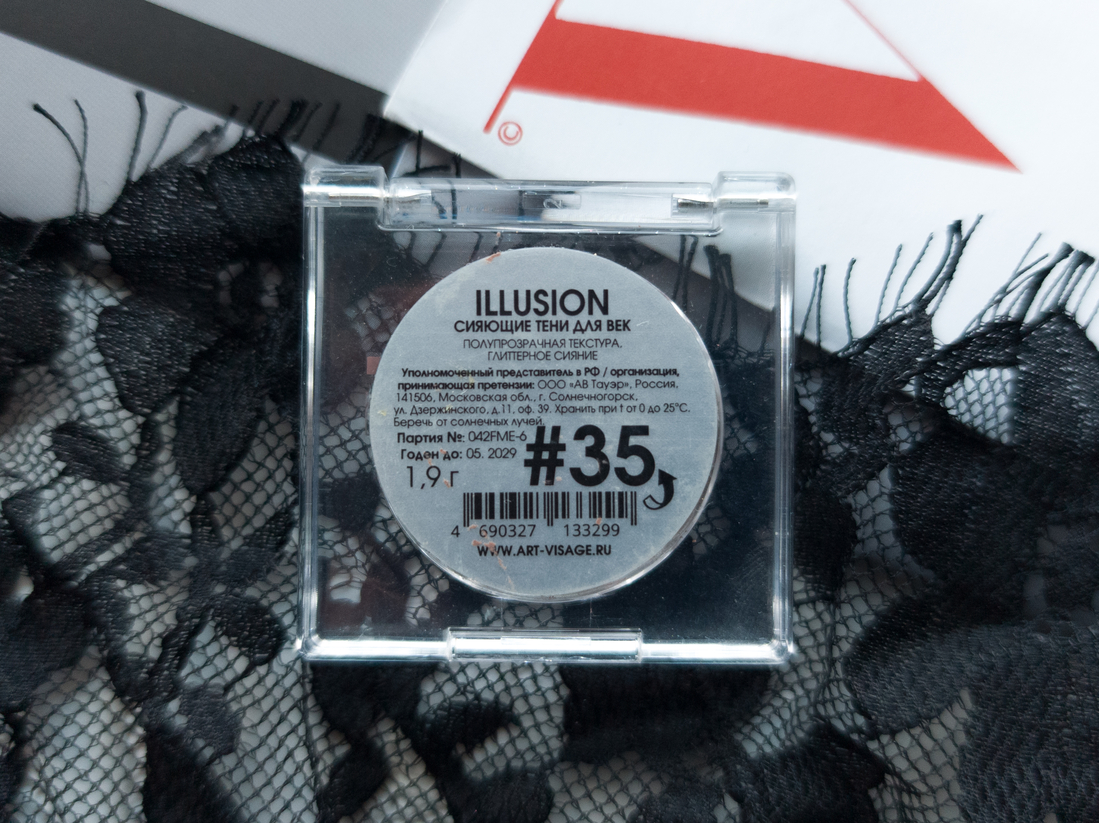 ©
ILLUSION
СИЯЮЩИЕ ТЕНИ ДЛЯ ВЕК
ПОЛУПРОЗРАЧНАЯ ТЕКСТУРА,
ГЛИТТЕРНОЕ СИЯНИЕ
Уполномоченный представитель в РФ / организация,
принимающая претензии: ООО «АВ Тауэр», Россия,
141506, Московская обл., г. Солнечногорск,
ул. Дзержинского, д.11, оф. 39. Хранить при t от 0 до 25°С.
Беречь от солнечных лучей.
Партия №: 042FME-6
Годен до: 05. 2029
#35
1,9 г
4 690327 133299
WWW.ART-VISAGE.RU